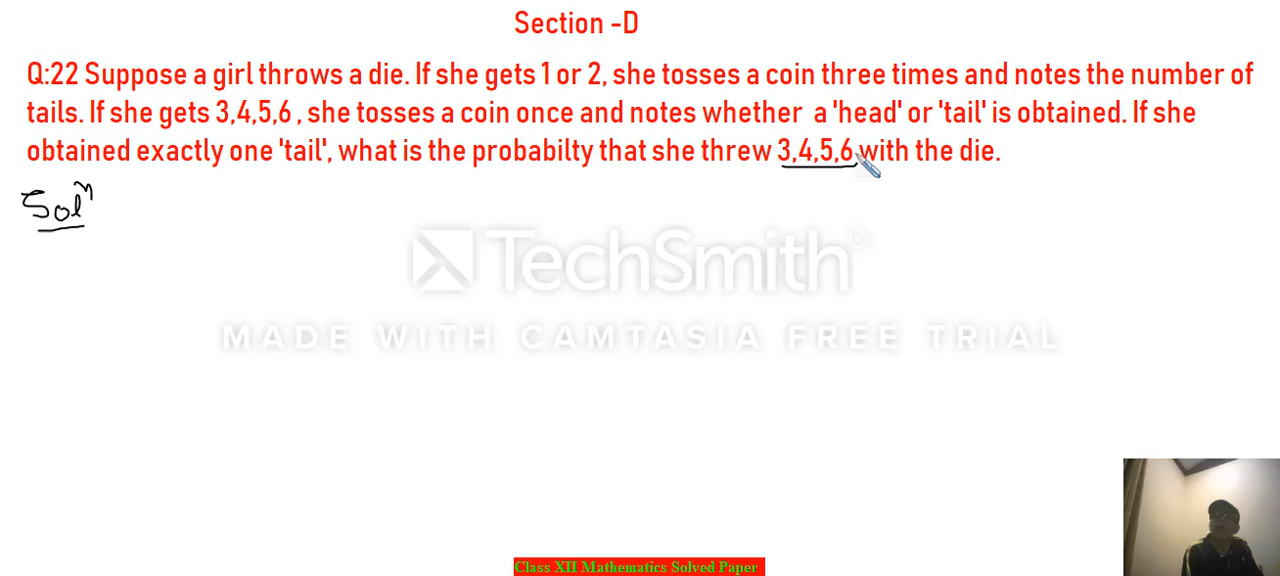 Section -D
Q:22 Suppose a girl throws a die. If she gets 1 or 2, she tosses a coin three times and notes the number of
tails. If she gets 3,4,5,6 , she tosses a coin once and notes whether a 'head' or 'tail' is obtained. If she
obtained exactly one 'tail', what is the probabilty that she threw 3,4,5,6 with the die.
Solⁿ
TechSmith®
MADE WITH CAMTASIA FREE TRIAL
Class XII Mathematics Solved Paper